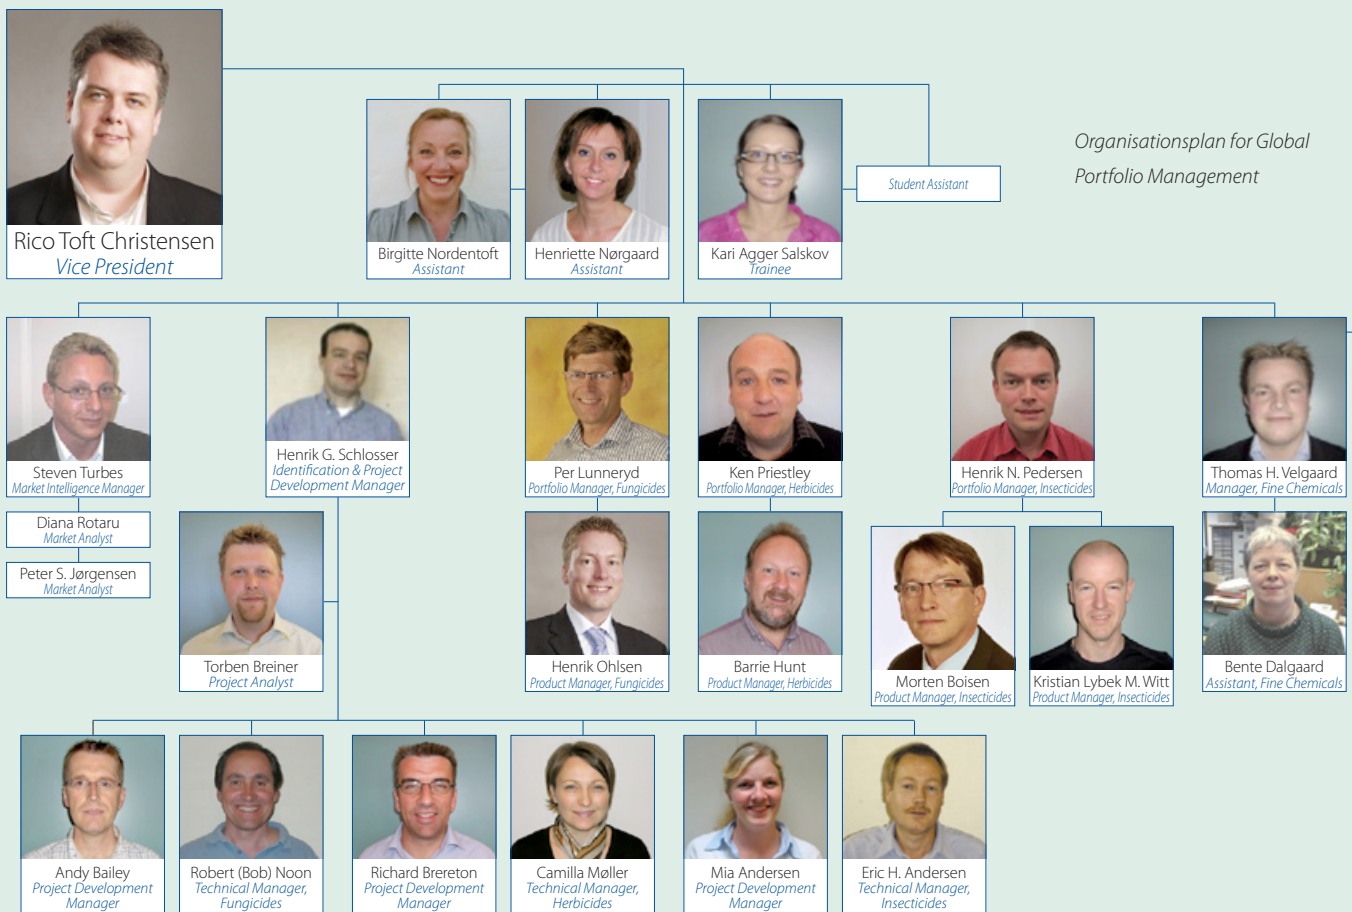 Organisationsplan for Global
Portfolio Management
Rico Toft Christensen
Vice President
Birgitte Nordentoft
Assistant
Henriette Nørgaard
Assistant
Kari Agger Salskov
Trainee
Student Assistant
Steven Turbes
Market Intelligence Manager
Henrik G. Schlosser
Identification & Project
Development Manager
Per Lunneryd
Portfolio Manager, Fungicides
Ken Priestley
Portfolio Manager, Herbicides
Henrik N. Pedersen
Portfolio Manager, Insecticides
Thomas H. Velgaard
Manager, Fine Chemicals
Diana Rotaru
Market Analyst
Peter S. Jørgensen
Market Analyst
Torben Breiner
Project Analyst
Henrik Ohlsen
Product Manager, Fungicides
Barrie Hunt
Product Manager, Herbicides
Morten Boisen
Product Manager, Insecticides
Kristian Lybek M. Witt
Product Manager, Insecticides
Bente Dalgaard
Assistant, Fine Chemicals
Andy Bailey
Project Development
Manager
Robert (Bob) Noon
Technical Manager,
Fungicides
Richard Brereton
Project Development
Manager
Camilla Møller
Technical Manager,
Herbicides
Mia Andersen
Project Development
Manager
Eric H. Andersen
Technical Manager,
Insecticides